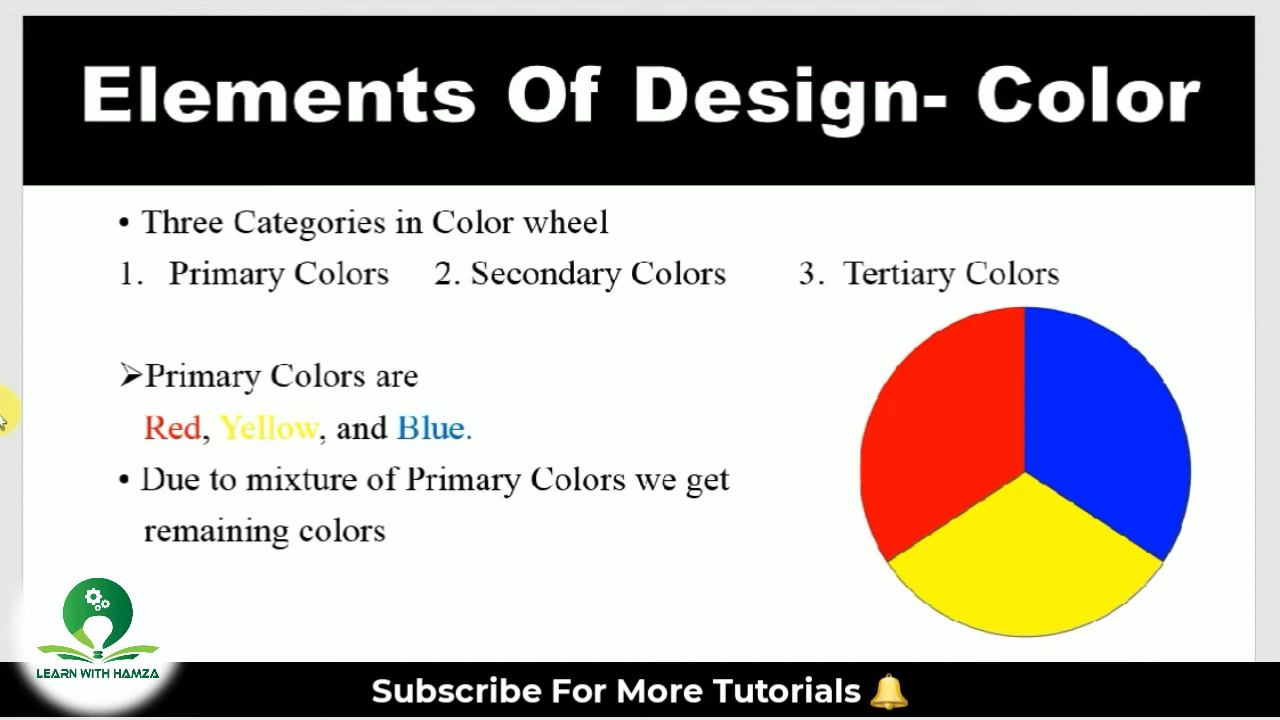 Elements Of Design- Color
• Three Categories in Color wheel
1. Primary Colors 2. Secondary Colors 3. Tertiary Colors
➢Primary Colors are
Red, Yellow, and Blue.
• Due to mixture of Primary Colors we get
remaining colors
LEARN WITH HAMZA
Subscribe For More Tutorials 🔔